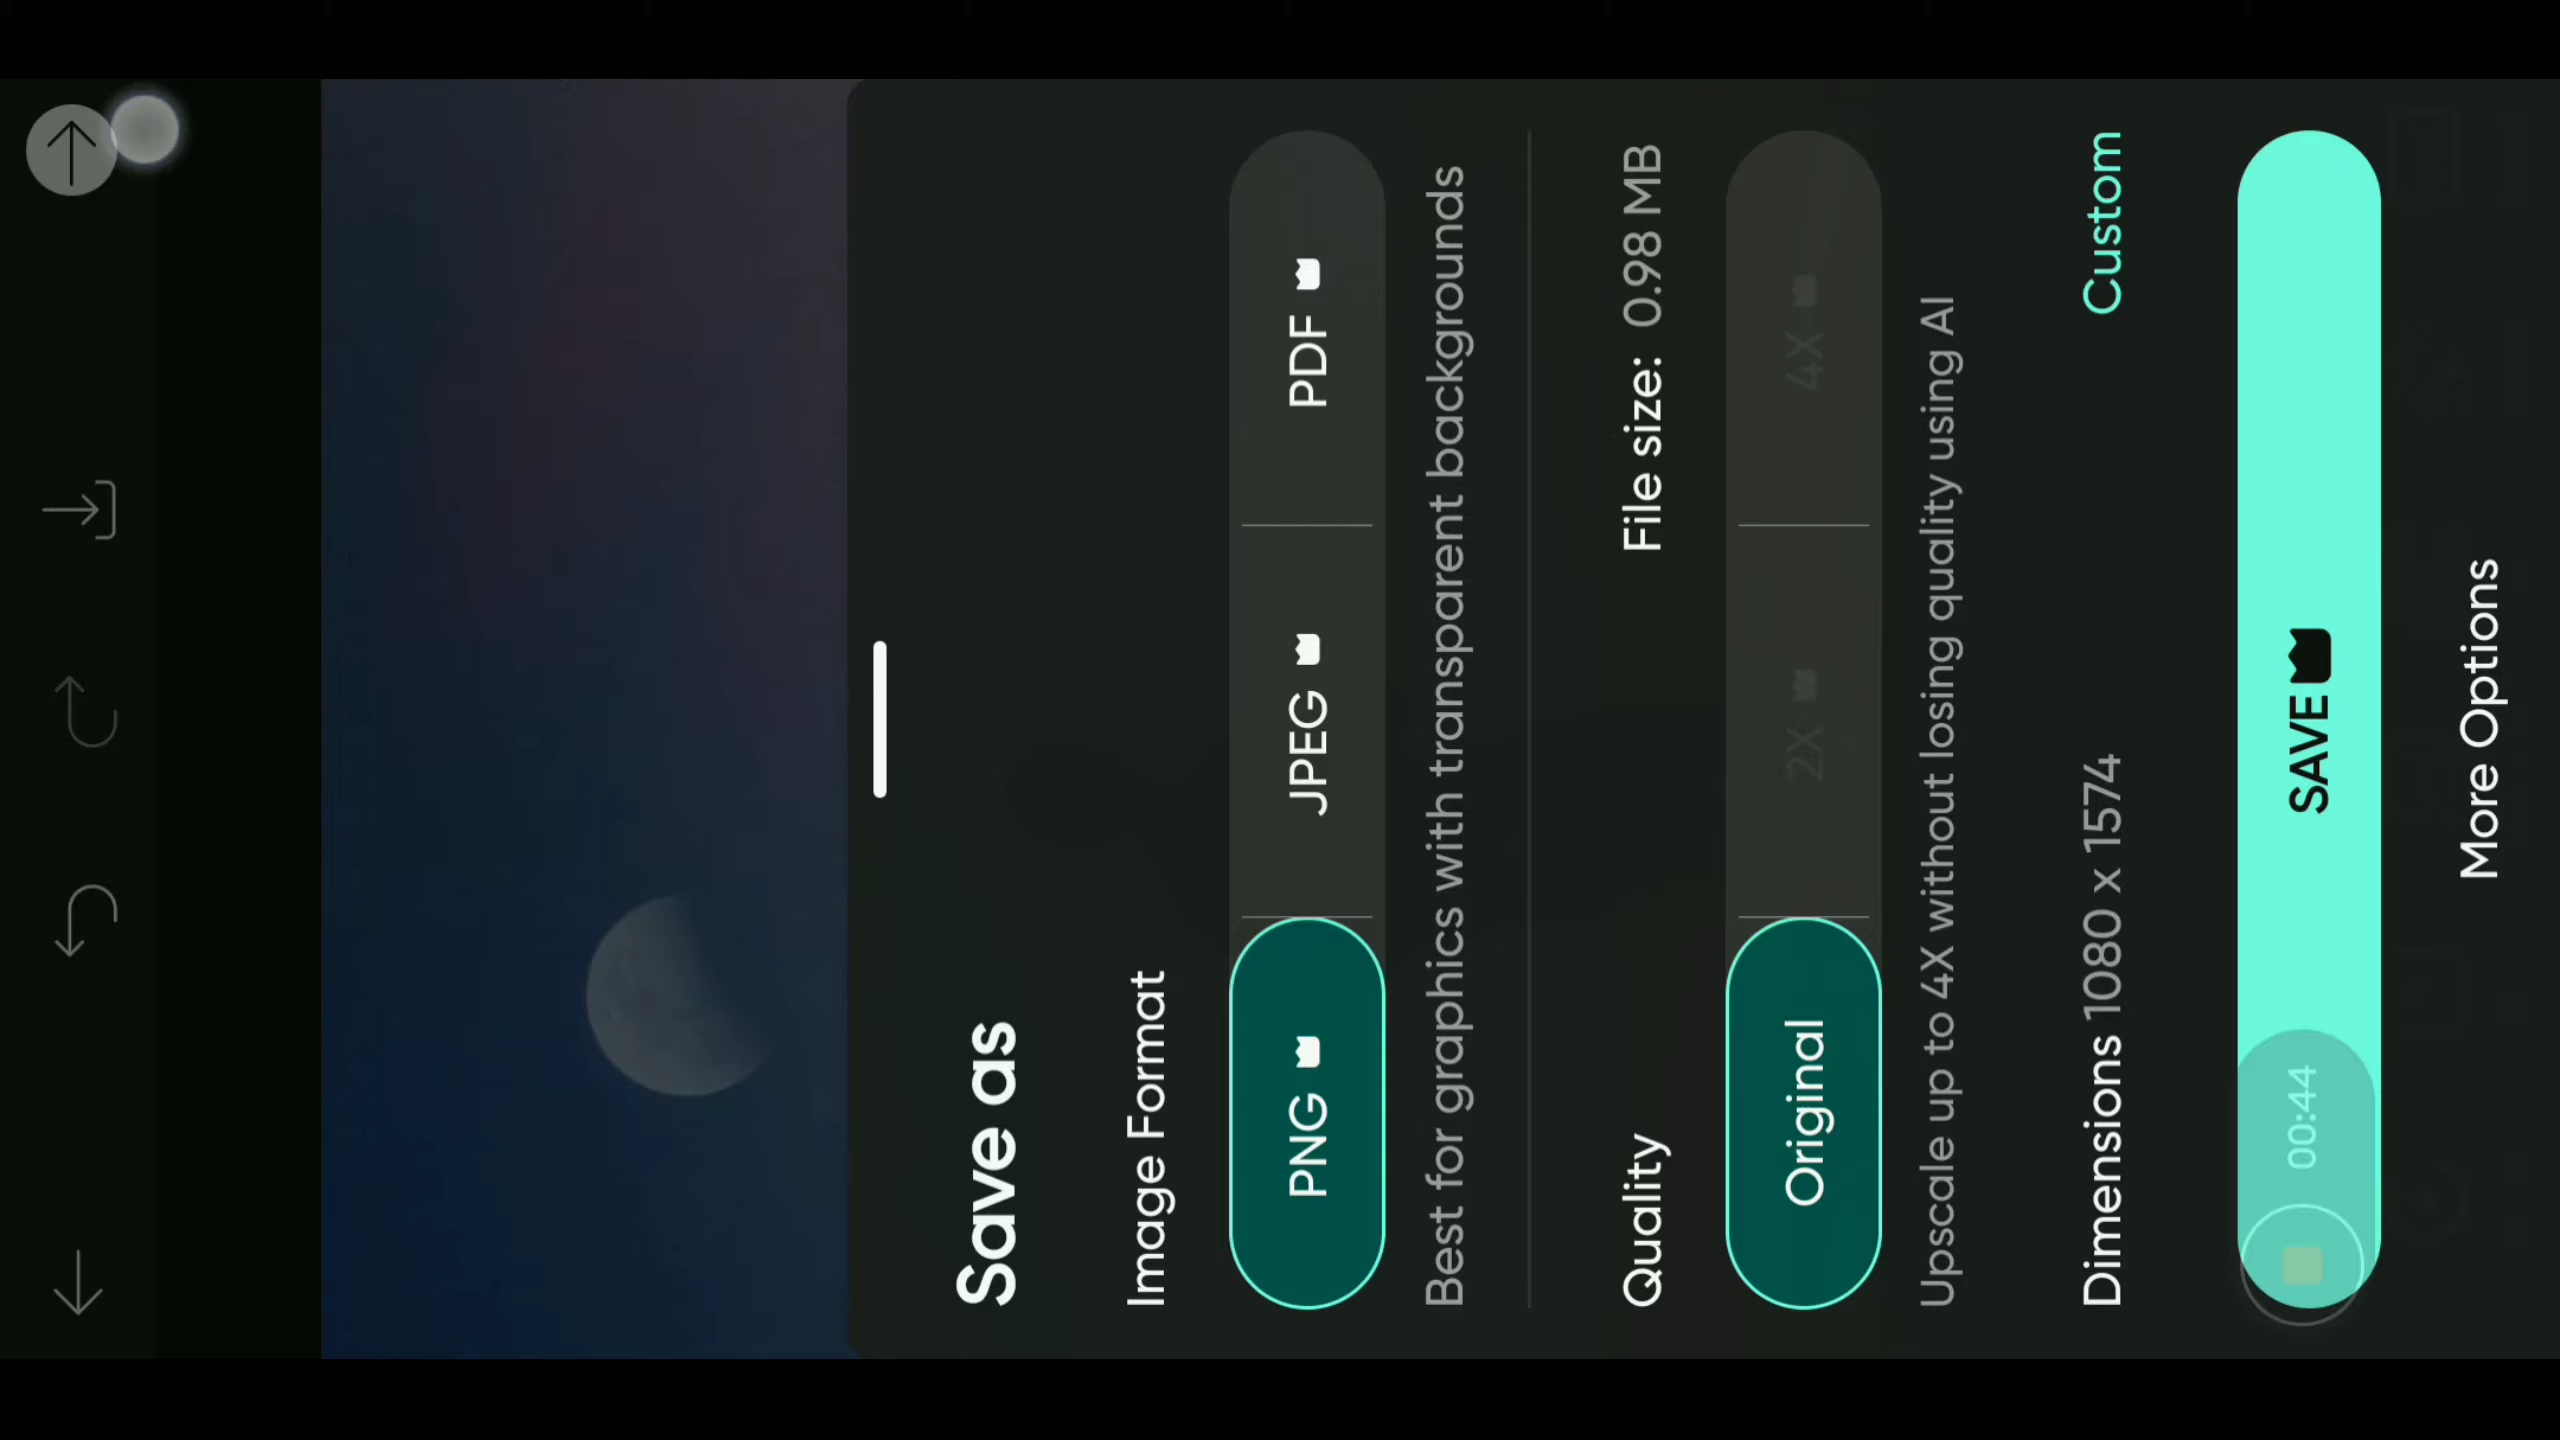 Save as
Image Format
PNG
JPEG
PDF
Best for graphics with transparent backgrounds
Quality
File size: 0.98 MB
Original
2X
4X
Upscale up to 4X without losing quality using AI
Dimensions 1080 x 1574
Custom
SAVE
00:44
More Options